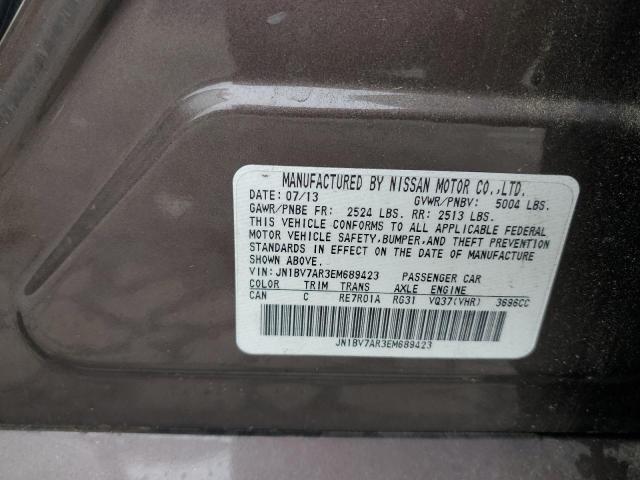 MANUFACTURED BY NISSAN MOTOR CO.,LTD.
DATE: 07/13 GVWR/PNBV: 5004 LBS.
GAWR/PNBE FR: 2524 LBS. RR: 2513 LBS.
THIS VEHICLE CONFORMS TO ALL APPLICABLE FEDERAL
MOTOR VEHICLE SAFETY,BUMPER,AND THEFT PREVENTION
STANDARDS IN EFFECT ON THE DATE OF MANUFACTURE
SHOWN ABOVE.
VIN: JN1BV7AR3EM689423 PASSENGER CAR
COLOR TRIM TRANS AXLE ENGINE
CAN C RE7R01A RG31 VQ37(VHR) 3696CC
JN1BV7AR3EM689423